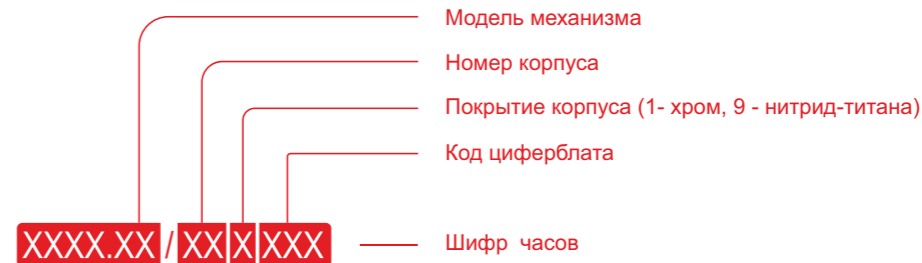 Модель механизма
Номер корпуса
Покрытие корпуса (1- хром, 9 - нитрид-титана)
Код циферблата
XXXX.XX / XX X XXX
Шифр часов